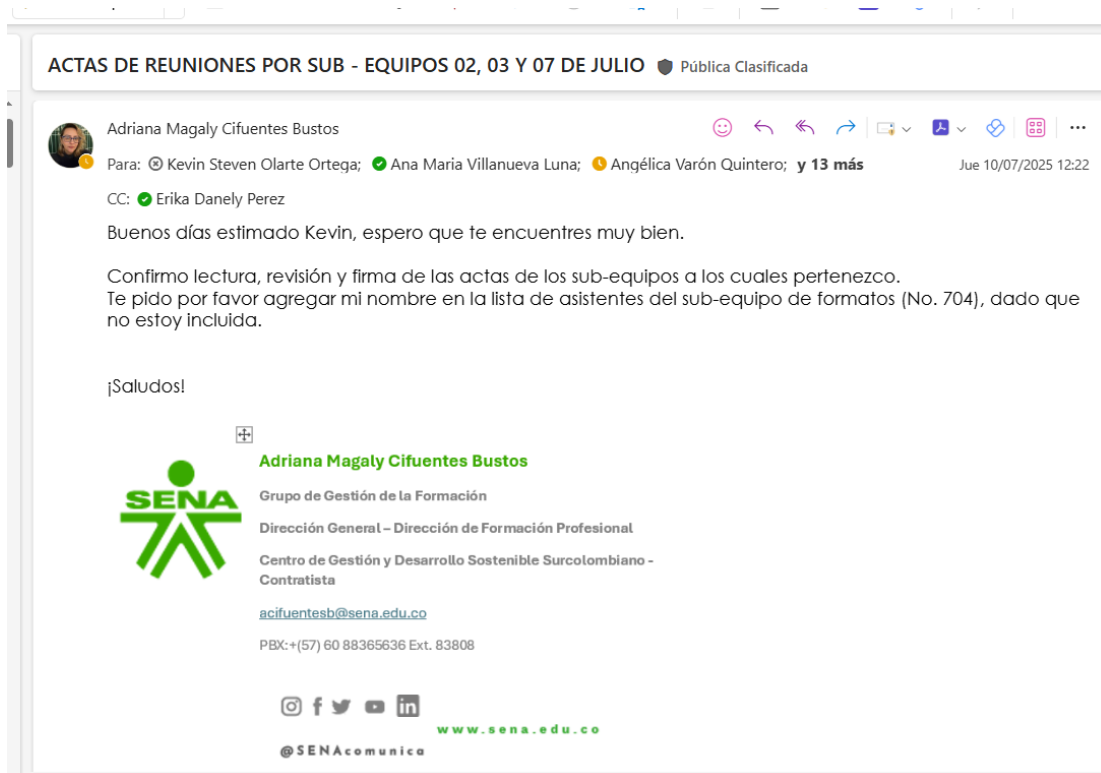 ACTAS DE REUNIONES POR SUB - EQUIPOS 02, 03 Y 07 DE JULIO Pública Clasificada
Adriana Magaly Cifuentes Bustos
Para: Kevin Steven Olarte Ortega; Ana Maria Villanueva Luna; Angélica Varón Quintero; y 13 más Jue 10/07/2025 12:22
CC: Erika Danely Perez
Buenos días estimado Kevin, espero que te encuentres muy bien.
Confirmo lectura, revisión y firma de las actas de los sub-equipos a los cuales pertenezco.
Te pido por favor agregar mi nombre en la lista de asistentes del sub-equipo de formatos (No. 704), dado que
no estoy incluida.
¡Saludos!
SENA
Adriana Magaly Cifuentes Bustos
Grupo de Gestión de la Formación
Dirección General – Dirección de Formación Profesional
Centro de Gestión y Desarrollo Sostenible Surcolombiano -
Contratista
acifuentesb@sena.edu.co
PBX:+(57) 60 88365636 Ext. 83808
www.sena.edu.co
@SENAcomunica